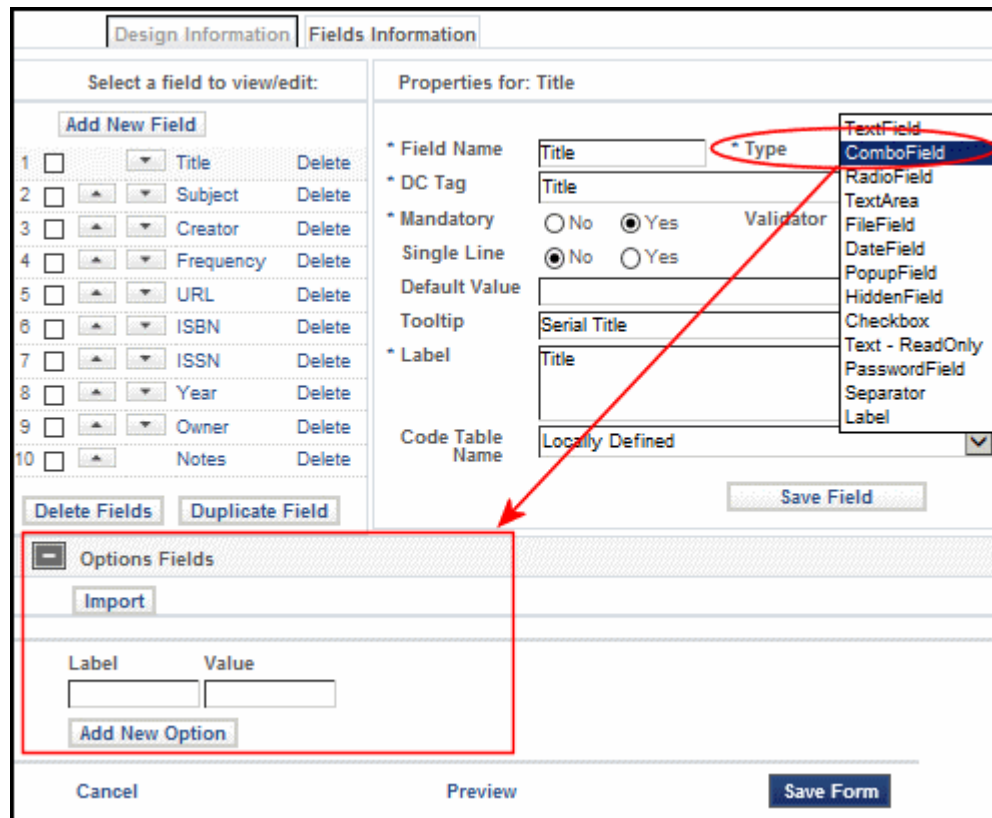 Design Information Fields Information
Select a field to view/edit:
Add New Field
1 Title Delete
2 Subject Delete
3 Creator Delete
4 Frequency Delete
5 URL Delete
6 ISBN Delete
7 ISSN Delete
8 Year Delete
9 Owner Delete
10 Notes Delete
Delete Fields Duplicate Field
Properties for: Title
* Field Name Title * Type
* DC Tag Title
* Mandatory No Yes Validator
Single Line No Yes
Default Value
Tooltip Serial Title
* Label Title
Code Table Name Locally Defined
TextField
ComboField
RadioField
TextArea
FileField
DateField
PopupField
HiddenField
Checkbox
Text - ReadOnly
PasswordField
Separator
Label
Save Field
Options Fields
Import
Label Value
Add New Option
Cancel Preview Save Form